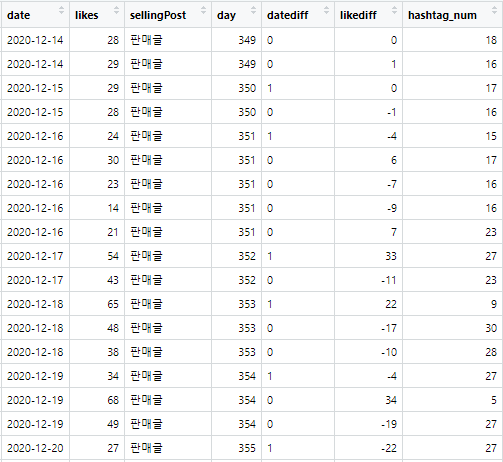 date likes sellingPost day datediff likediff hashtag_num
2020-12-14 28 판매글 349 0 0 18
2020-12-14 29 판매글 349 0 1 16
2020-12-15 29 판매글 350 1 0 17
2020-12-15 28 판매글 350 0 -1 16
2020-12-16 24 판매글 351 1 -4 15
2020-12-16 30 판매글 351 0 6 17
2020-12-16 23 판매글 351 0 -7 16
2020-12-16 14 판매글 351 0 -9 16
2020-12-16 21 판매글 351 0 7 23
2020-12-17 54 판매글 352 1 33 27
2020-12-17 43 판매글 352 0 -11 23
2020-12-18 65 판매글 353 1 22 9
2020-12-18 48 판매글 353 0 -17 30
2020-12-18 38 판매글 353 0 -10 28
2020-12-19 34 판매글 354 1 -4 27
2020-12-19 68 판매글 354 0 34 5
2020-12-19 49 판매글 354 0 -19 27
2020-12-20 27 판매글 355 1 -22 27